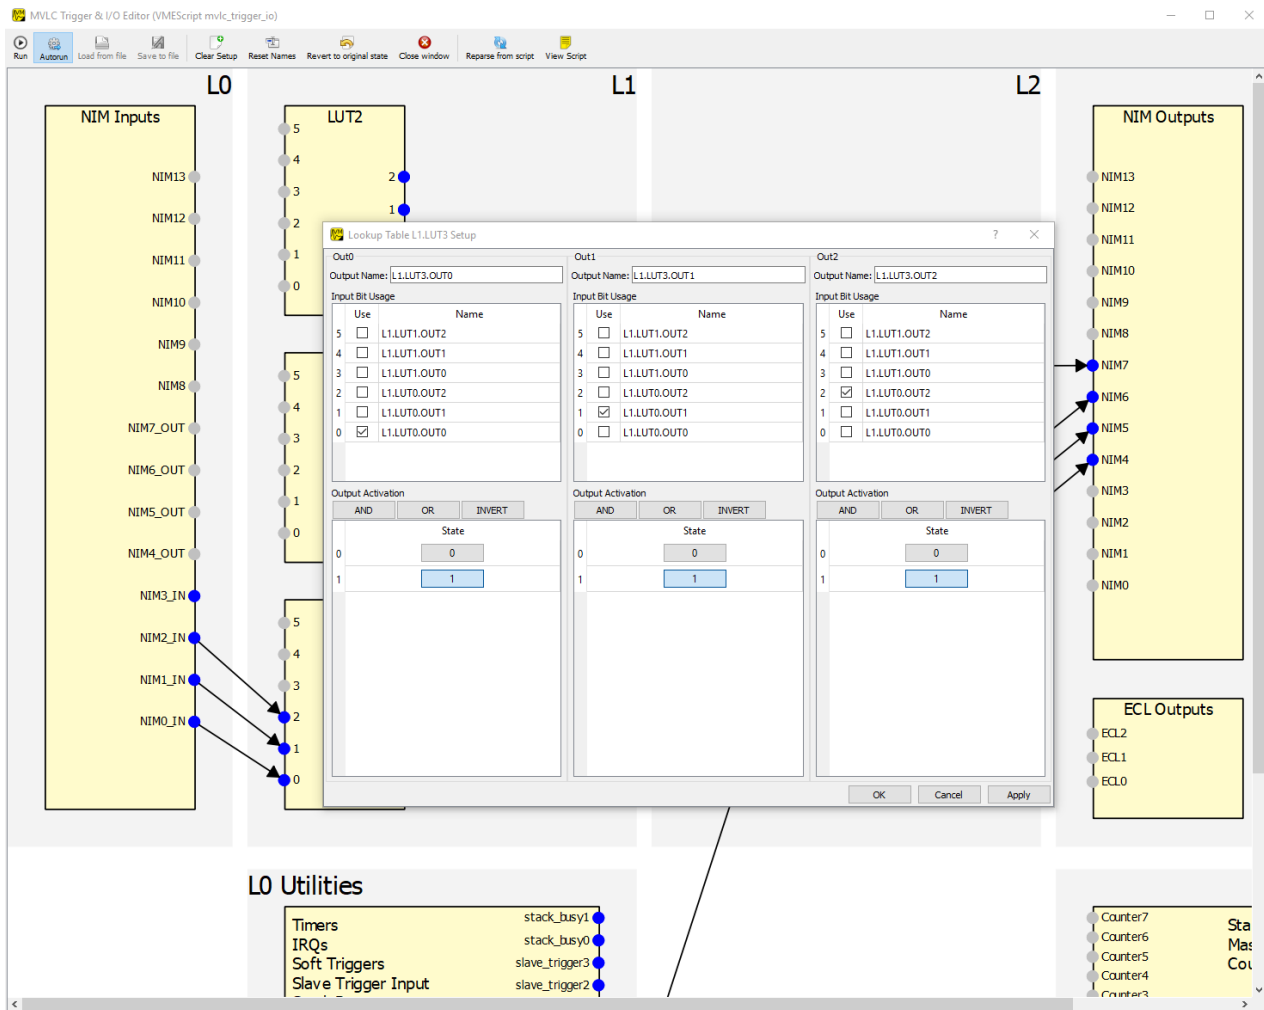 MVLC Trigger & I/O Editor (VMEScript mvlc_trigger_io)
Run Autorun Load from file Save to file Clear Setup Reset Names Revert to original state Close window Reparse from script View Script
L0 L1 L2
NIM Inputs
NIM13
NIM12
NIM11
NIM10
NIM9
NIM8
NIM7_OUT
NIM6_OUT
NIM5_OUT
NIM4_OUT
NIM3_IN
NIM2_IN
NIM1_IN
NIM0_IN
LUT2
5
4
3
2
1
0
2
1
5
4
3
2
1
0
5
4
3
2
1
0
Lookup Table L1.LUT3 Setup ?
Out0
Output Name: L1.LUT3.OUT0
Input Bit Usage
Use Name
5 L1.LUT1.OUT2
4 L1.LUT1.OUT1
3 L1.LUT1.OUT0
2 L1.LUT0.OUT2
1 L1.LUT0.OUT1
0 L1.LUT0.OUT0
Output Activation
AND OR INVERT
State
0 0
1 1
Out1
Output Name: L1.LUT3.OUT1
Input Bit Usage
Use Name
5 L1.LUT1.OUT2
4 L1.LUT1.OUT1
3 L1.LUT1.OUT0
2 L1.LUT0.OUT2
1 L1.LUT0.OUT1
0 L1.LUT0.OUT0
Output Activation
AND OR INVERT
State
0 0
1 1
Out2
Output Name: L1.LUT3.OUT2
Input Bit Usage
Use Name
5 L1.LUT1.OUT2
4 L1.LUT1.OUT1
3 L1.LUT1.OUT0
2 L1.LUT0.OUT2
1 L1.LUT0.OUT1
0 L1.LUT0.OUT0
Output Activation
AND OR INVERT
State
0 0
1 1
OK Cancel Apply
NIM Outputs
NIM13
NIM12
NIM11
NIM10
NIM9
NIM8
NIM7
NIM6
NIM5
NIM4
NIM3
NIM2
NIM1
NIM0
ECL Outputs
ECL2
ECL1
ECL0
L0 Utilities
Timers
IRQs
Soft Triggers
Slave Trigger Input
stack_busy1
stack_busy0
slave_trigger3
slave_trigger2
Counter7
Counter6
Counter5
Counter4
Counter3
Sta
Mas
Cou